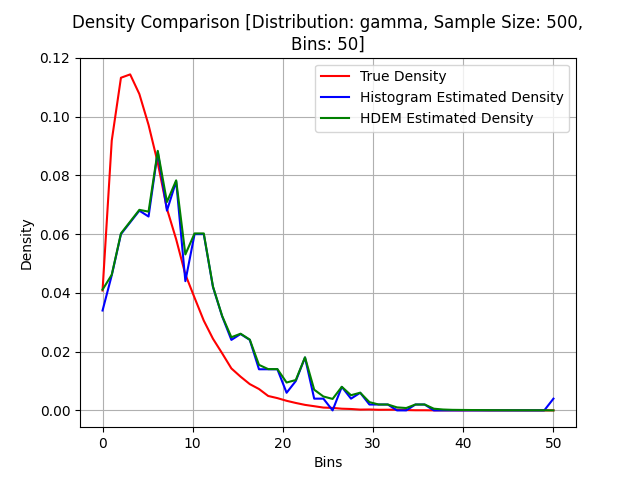 Density Comparison [Distribution: gamma, Sample Size: 500,
Bins: 50]
True Density
Histogram Estimated Density
HDEM Estimated Density
Density
0.12
0.10
0.08
0.06
0.04
0.02
0.00
0 10 20 30 40 50
Bins